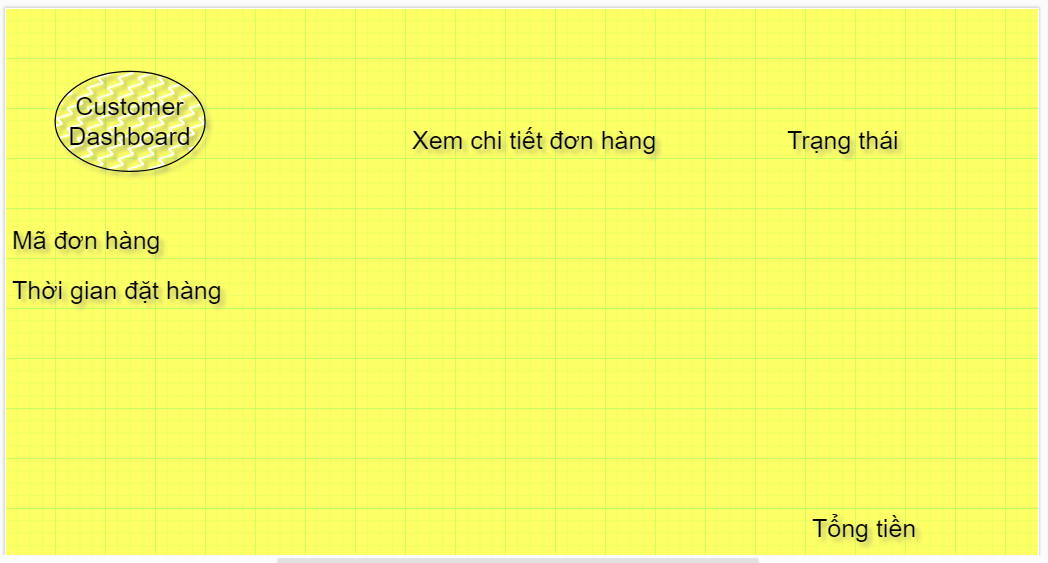 Customer
Dashboard
Xem chi tiết đơn hàng
Trạng thái
Mã đơn hàng
Thời gian đặt hàng
Tổng tiền